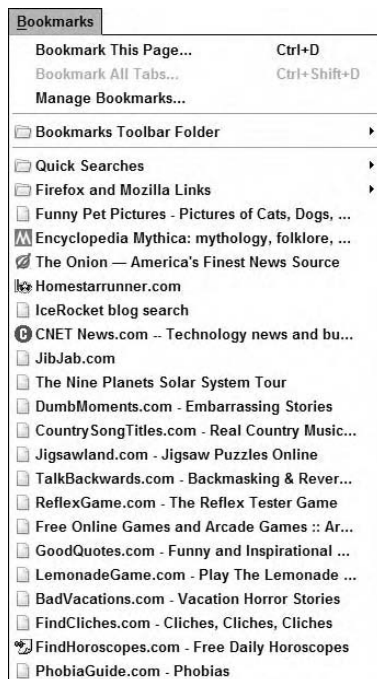 Bookmarks
Bookmark This Page... Ctrl+D
Bookmark All Tabs... Ctrl+Shift+D
Manage Bookmarks...
Bookmarks Toolbar Folder
Quick Searches
Firefox and Mozilla Links
Funny Pet Pictures - Pictures of Cats, Dogs, ...
Encyclopedia Mythica: mythology, folklore, ...
The Onion — America's Finest News Source
Homestarrunner.com
IceRocket blog search
CNET News.com -- Technology news and bu...
JibJab.com
The Nine Planets Solar System Tour
DumbMoments.com - Embarrassing Stories
CountrySongTitles.com - Real Country Music...
Jigsawland.com - Jigsaw Puzzles Online
TalkBackwards.com - Backmasking & Rever...
ReflexGame.com - The Reflex Tester Game
Free Online Games and Arcade Games :: Ar...
GoodQuotes.com - Funny and Inspirational ...
LemonadeGame.com - Play The Lemonade ...
BadVacations.com - Vacation Horror Stories
FindCliches.com - Cliches, Cliches, Cliches
FindHoroscopes.com - Free Daily Horoscopes
PhobiaGuide.com - Phobias